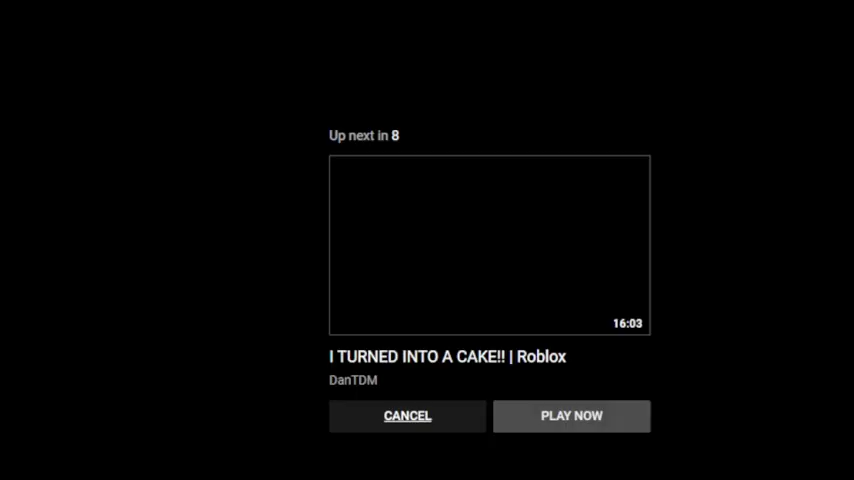 Up next in 8
16:03
I TURNED INTO A CAKE!! | Roblox
DanTDM
CANCEL
PLAY NOW